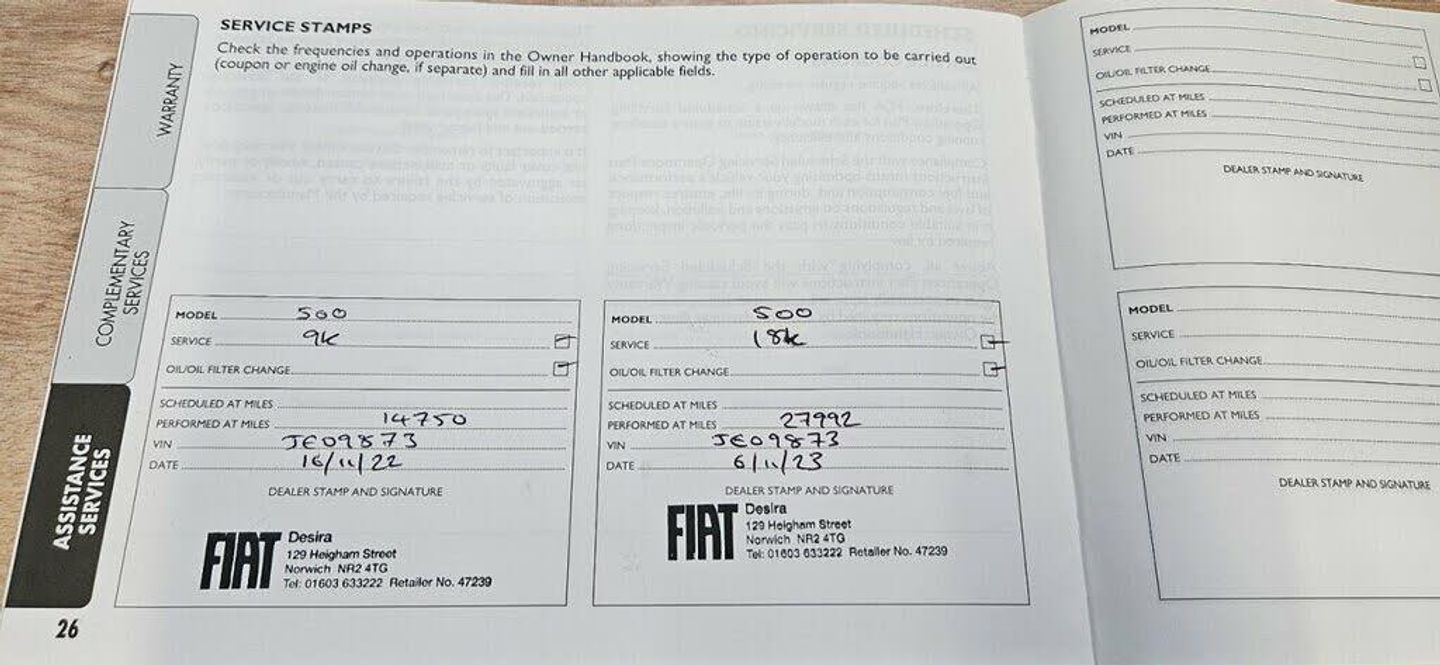 SERVICE STAMPS
Check the frequencies and operations in the Owner Handbook, showing the type of operation to be carried out
(coupon or engine oil change, if separate) and fill in all other applicable fields.
WARRANTY
COMPLEMENTARY
SERVICES
ASSISTANCE
SERVICES
MODEL 500
SERVICE 9K
OIL/OIL FILTER CHANGE
SCHEDULED AT MILES
PERFORMED AT MILES 14750
VIN JE09873
DATE 16/11/22
DEALER STAMP AND SIGNATURE
FIAT
Desira
129 Heigham Street
Norwich NR2 4TG
Tel: 01603 633222 Retailer No. 47239
MODEL 500
SERVICE 18K
OIL/OIL FILTER CHANGE
SCHEDULED AT MILES
PERFORMED AT MILES 27992
VIN JE09873
DATE 6/11/23
DEALER STAMP AND SIGNATURE
FIAT
Desira
129 Heigham Street
Norwich NR2 4TG
Tel: 01603 633222 Retailer No. 47239
26
MODEL
SERVICE
OIL/OIL FILTER CHANGE
SCHEDULED AT MILES
PERFORMED AT MILES
VIN
DATE
DEALER STAMP AND SIGNATURE
MODEL
SERVICE
OIL/OIL FILTER CHANGE
SCHEDULED AT MILES
PERFORMED AT MILES
VIN
DATE
DEALER STAMP AND SIGNATURE